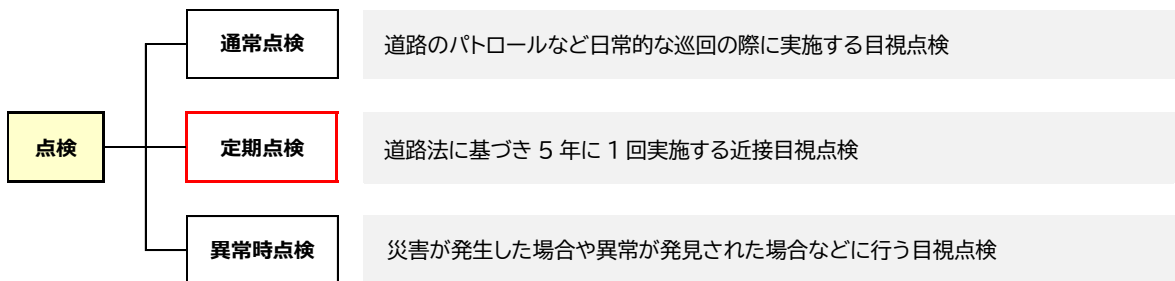 通常点検
道路のパトロールなど日常的な巡回の際に実施する目視点検
点検
定期点検
道路法に基づき5年に1回実施する近接目視点検
異常時点検
災害が発生した場合や異常が発見された場合などに行う目視点検